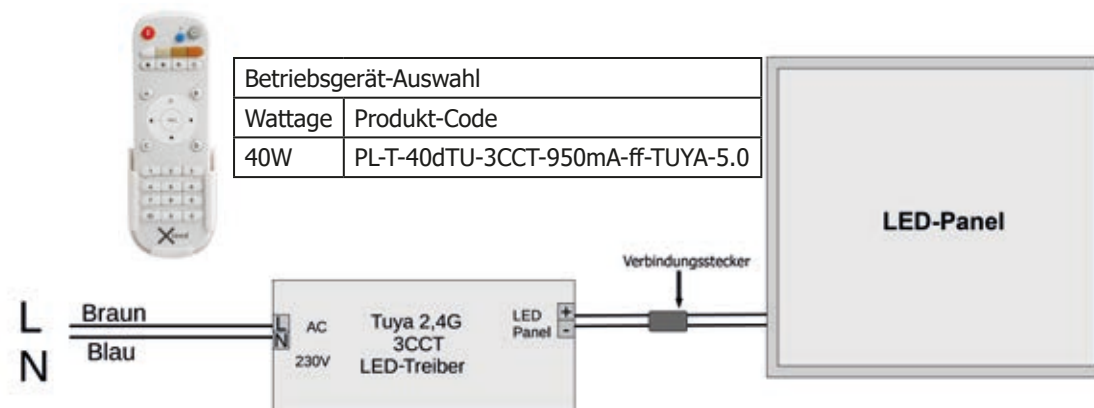 Betriebsgerät-Auswahl
Wattage Produkt-Code
40W PL-T-40dTU-3CCT-950mA-ff-TUYA-5.0
LED-Panel
Verbindungsstecker
L Braun
N Blau
L
N
AC
230V
Tuya 2,4G
3CCT
LED-Treiber
LED
Panel
+
-